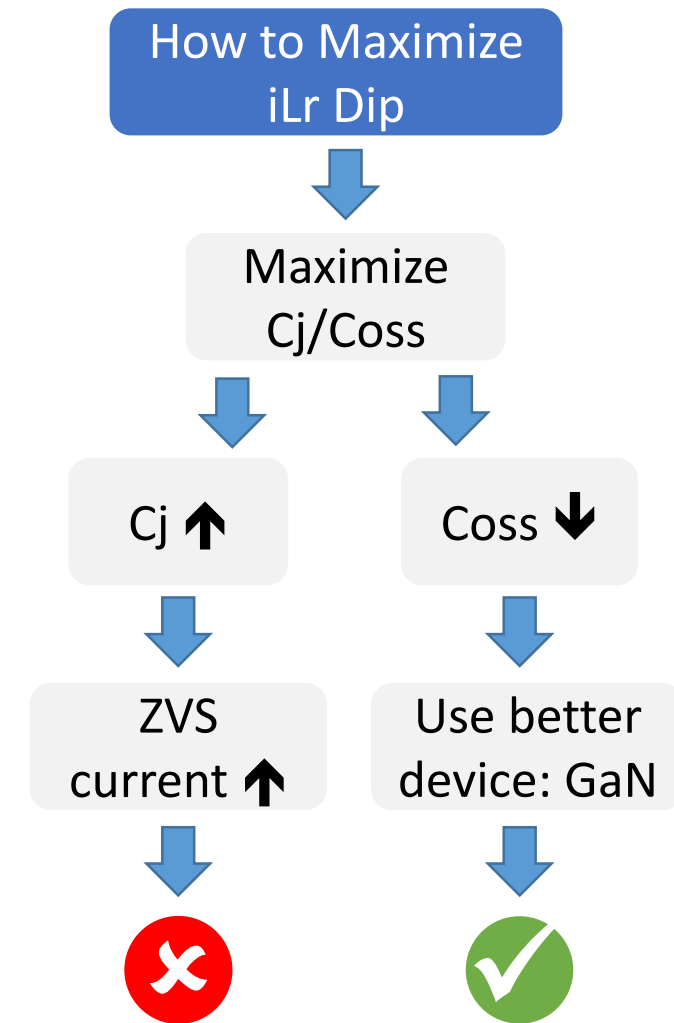 How to Maximize
iLr Dip
Maximize
Cj/Coss
Cj ↑
Coss ↓
ZVS
current ↑
Use better
device: GaN